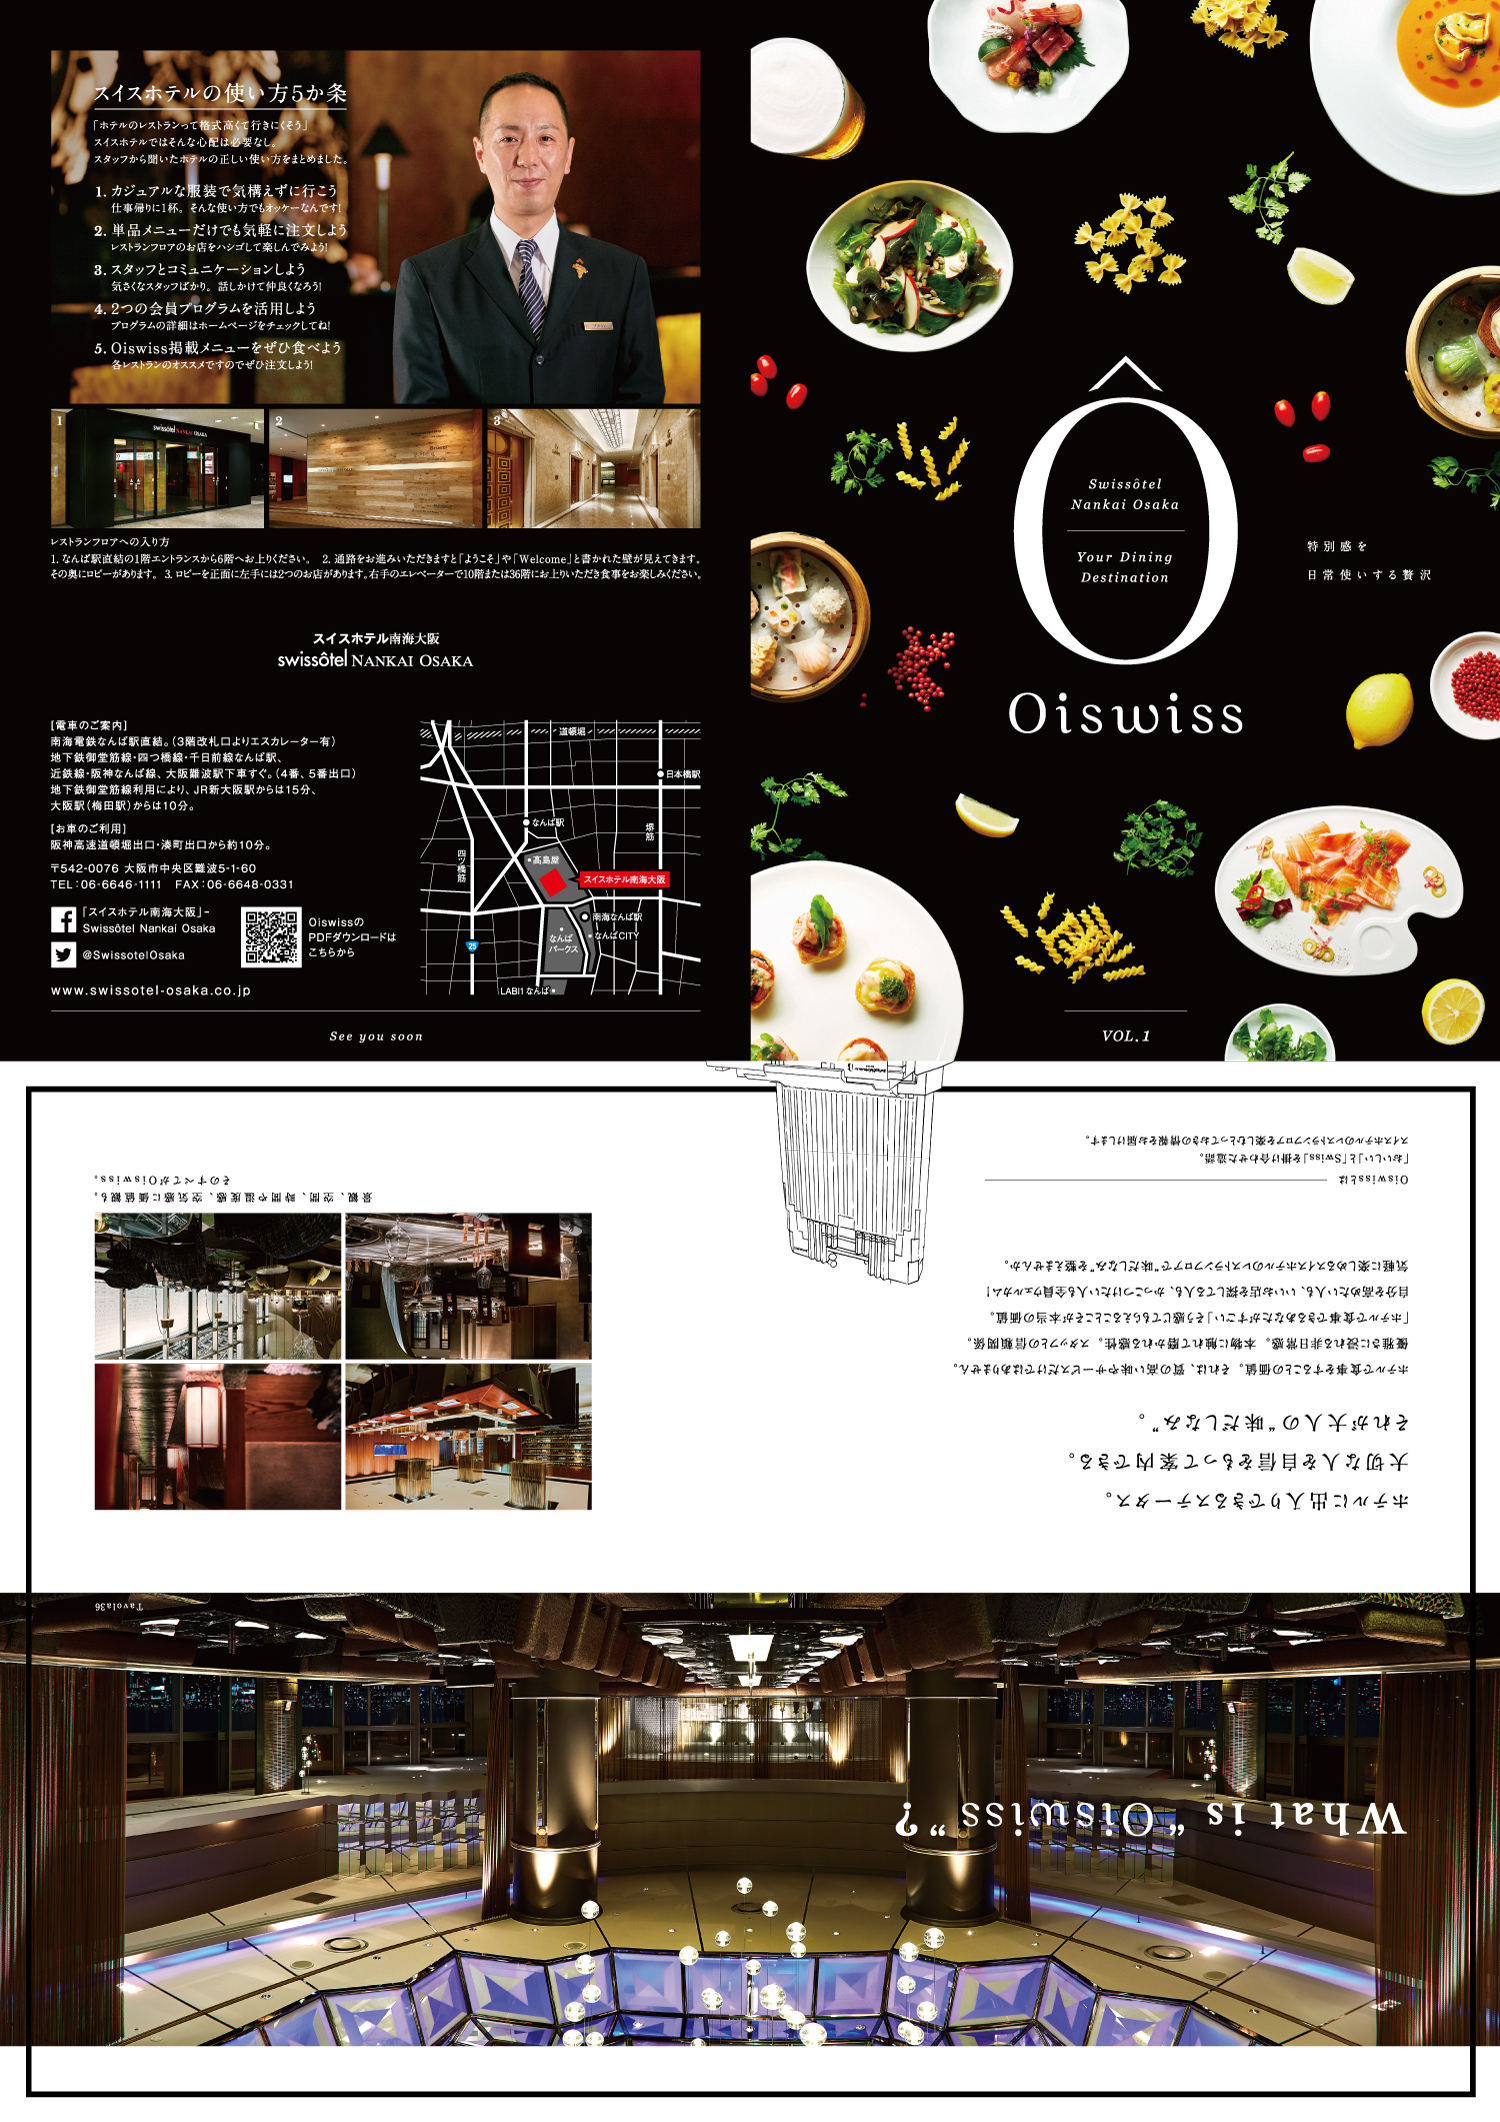 スイスホテルの使い方5か条
「ホテルのレストランって格式高くて行きにくそう」
スイスホテルではそんな心配は必要なし。
スタッフから聞いたホテルの正しい使い方をまとめました。
1. カジュアルな服装で気構えずに行こう
仕事帰りに1杯。そんな使い方でもオッケーなんです!
2. 単品メニューだけでも気軽に注文しよう
レストランフロアのお店をハシゴして楽しんでみよう!
3. スタッフとコミュニケーションしよう
気さくなスタッフばかり。話しかけて仲良くなろう!
4. 2つの会員プログラムを活用しよう
プログラムの詳細はホームページをチェックしてね!
5. Oiswiss掲載メニューをぜひ食べよう
各レストランのオススメですのでぜひ注文しよう!
1
swissôtel NANKAI OSAKA
2
3
レストランフロアへの入り方
1. なんば駅直結の1階エントランスから6階へお上りください。 2. 通路をお進みいただきますと「ようこそ」や「Welcome」と書かれた壁が見えてきます。
その奥にロビーがあります。 3. ロビーを正面に左手には2つのお店があります。右手のエレベーターで10階または36階にお上りいただき食事をお楽しみください。
スイスホテル南海大阪
swissôtel NANKAI OSAKA
[電車のご案内]
南海電鉄なんば駅直結。(3階改札口よりエスカレーター有)
地下鉄御堂筋線・四つ橋線・千日前線なんば駅、
近鉄線・阪神なんば線、大阪難波駅下車すぐ。(4番、5番出口)
地下鉄御堂筋線利用により、JR新大阪駅からは15分、
大阪駅(梅田駅)からは10分。
[お車のご利用]
阪神高速道頓堀出口・湊町出口から約10分。
〒542-0076 大阪市中央区難波5-1-60
TEL:06-6646-1111 FAX:06-6648-0331
「スイスホテル南海大阪」-
Swissôtel Nankai Osaka
@SwissotelOsaka
Oiswissの
PDFダウンロードは
こちらから
www.swissotel-osaka.co.jp
道頓堀
日本橋駅
なんば駅
堺筋
四ツ橋筋
高島屋
スイスホテル南海大阪
南海なんば駅
なんばCITY
なんば
パークス
25
LABI1 なんば
See you soon
Ô
Swissôtel
Nankai Osaka
Your Dining
Destination
Oiswiss
特別感を
日常使いする贅沢
VOL.1
What is “Oiswiss”?
Tavola36
ホテルに出入りできるステータス。
大切な人を自信をもって案内できる。
それが大人の“味だしなみ”。
ホテルで食事をすることの価値。それは、質の高い味やサービスだけではありません。
優雅さに浸れる非日常感。本物に触れて磨かれる感性。スタッフとの信頼関係。
「ホテルで食事できるあなたがすごい」そう感じてもらえることこそが本当の価値。
自分を高めたい人も、いいお店を探してる人も、かっこつけたい人も全員ウェルカム!
気軽に楽しめるスイスホテルのレストランフロアで“味だしなみ”を整えませんか。
Oiswissとは
「おいしい」と「Swiss」を掛け合わせた造語。
スイスホテルのレストランフロアを楽しむとっておきの情報をお届けします。
景観、空間、時間や温度感、空気感に価値観も。
そのすべてがOiswiss。